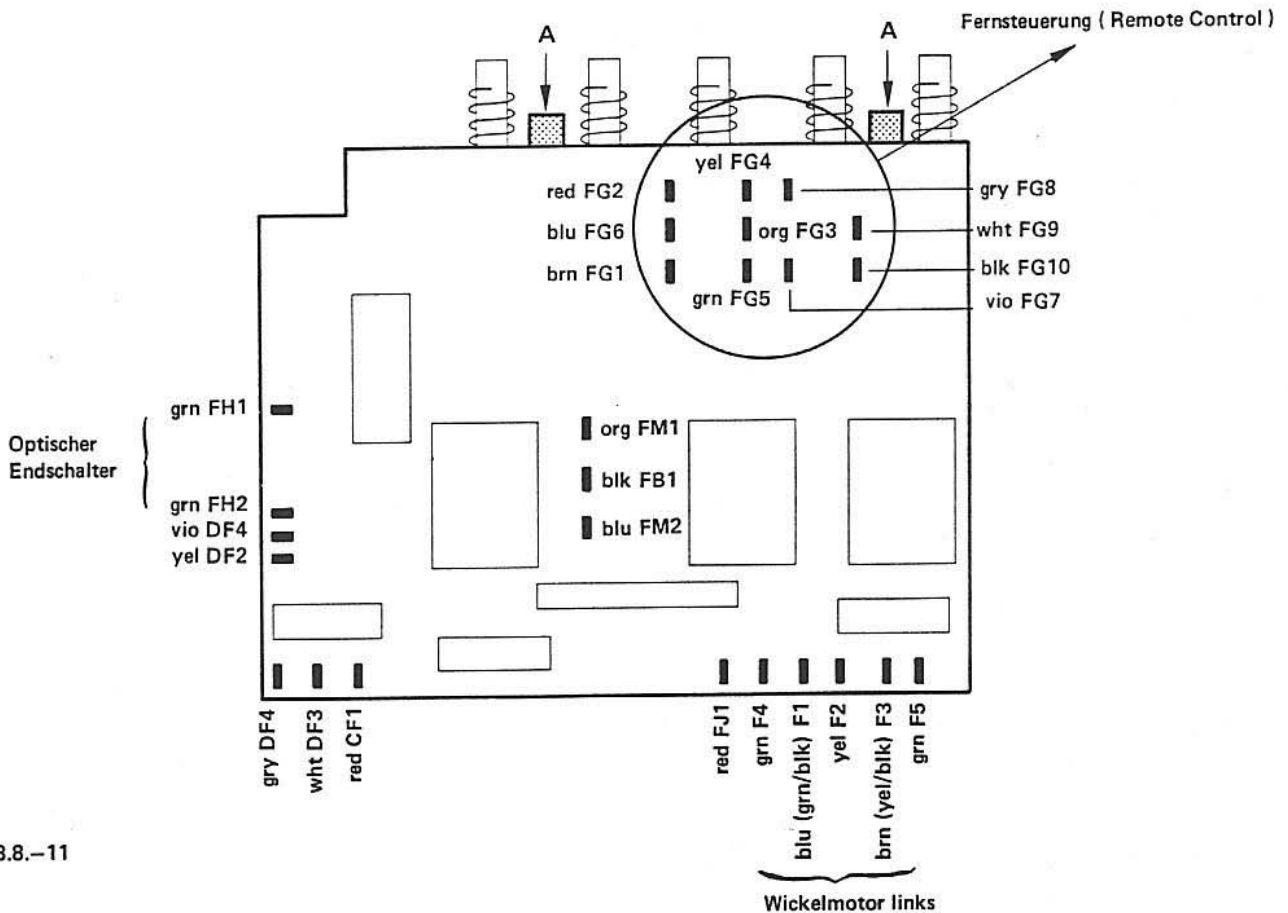 Fernsteuerung ( Remote Control )
A
A
yel FG4
red FG2
gry FG8
blu FG6
org FG3
wht FG9
brn FG1
blk FG10
grn FG5
vio FG7
grn FH1
Optischer
Endschalter
org FM1
blk FB1
grn FH2
blu FM2
vio DF4
yel DF2
gry DF4
wht DF3
red CF1
red FJ1
grn F4
blu (grn/blk) F1
yel F2
brn (yel/blk) F3
grn F5
8.8.–11
Wickelmotor links